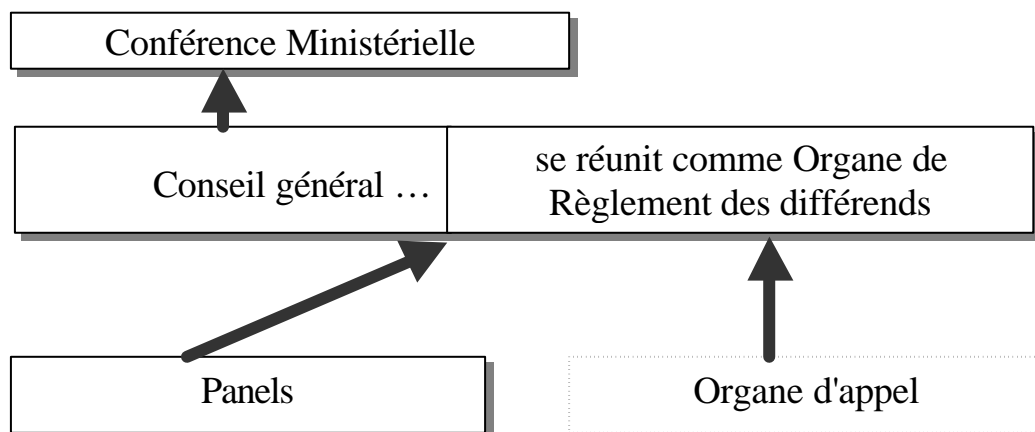 Conférence Ministérielle
Conseil général …
se réunit comme Organe de
Règlement des différends
Panels
Organe d'appel